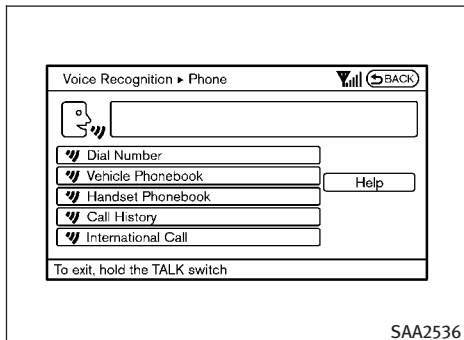 Voice Recognition ▸ Phone BACK
Dial Number
Vehicle Phonebook
Help
Handset Phonebook
Call History
International Call
To exit, hold the TALK switch
SAA2536